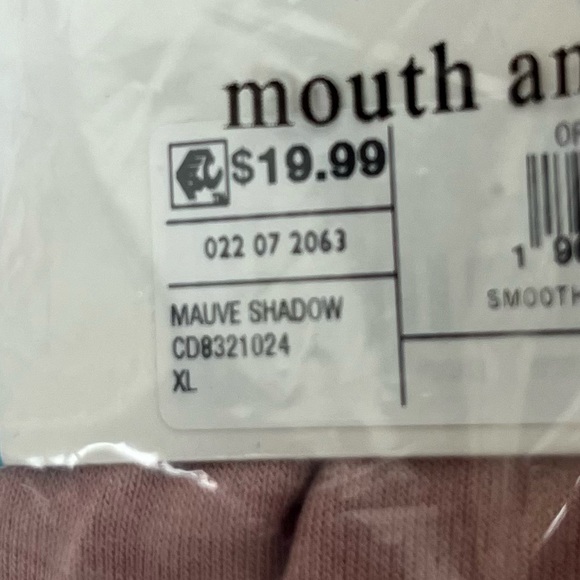 mouth an
$19.99
022 07 2063
MAUVE SHADOW
CD8321024
XL
OF
1 9
SMOOTH